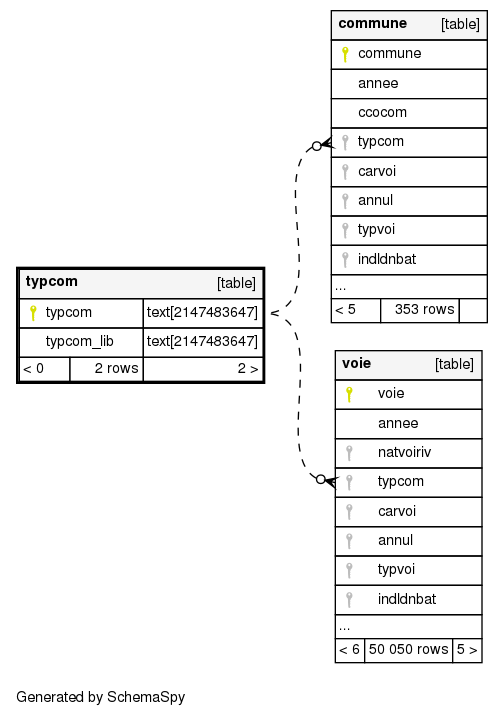 commune [table]
commune
annee
ccocom
typcom
carvoi
annul
typvoi
indldnbat
...
< 5 353 rows
typcom [table]
typcom text[2147483647]
typcom_lib text[2147483647]
< 0 2 rows 2 >
voie [table]
voie
annee
natvoiriv
typcom
carvoi
annul
typvoi
indldnbat
...
< 6 50 050 rows 5 >
Generated by SchemaSpy